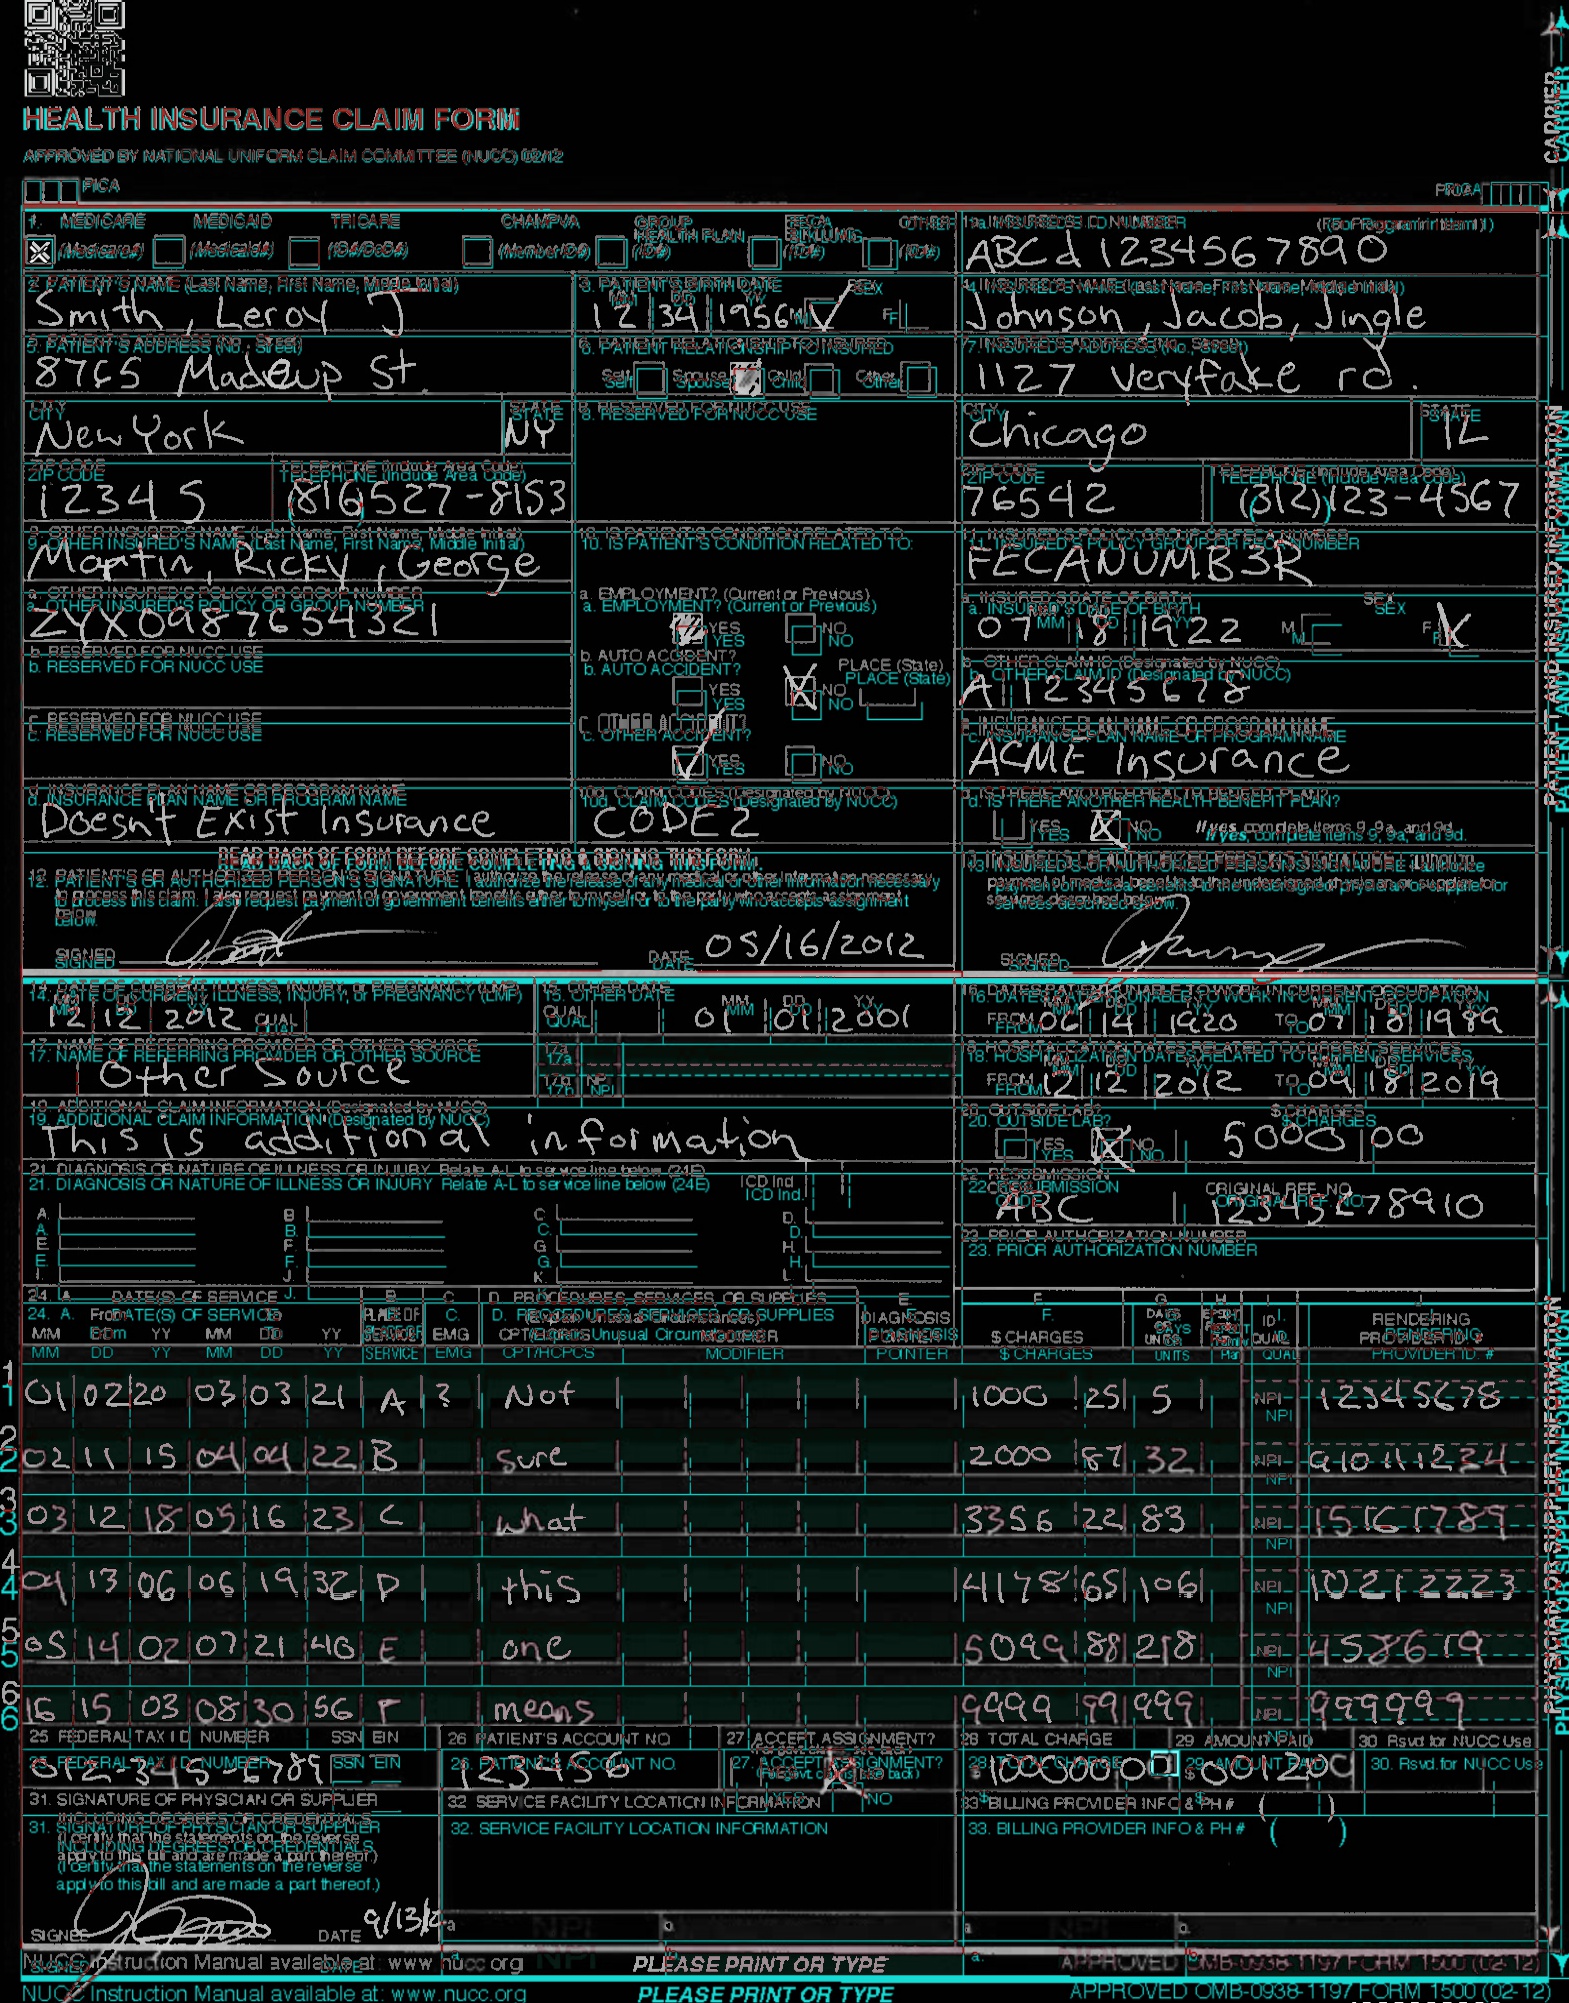 HEALTH INSURANCE CLAIM FORM
APPROVED BY NATIONAL UNIFORM CLAIM COMMITTEE (NUCC) 02/12
PICA PICA
1. MEDICARE MEDICAID TRICARE CHAMPVA GROUP HEALTH PLAN FECA BLK LUNG OTHER 1a. INSURED'S I.D. NUMBER (For Program in Item 1)
(Medicare#) (Medicaid#) (ID#/DoD#) (Member ID#) (ID#) (ID#) (ID#) ABCd 1234567890
2. PATIENT'S NAME (Last Name, First Name, Middle Initial) 3. PATIENT'S BIRTH DATE MM DD YY SEX 4. INSURED'S NAME (Last Name, First Name, Middle Initial)
Smith, Leroy J 12 34 1956 M F Johnson, Jacob, Jingle
5. PATIENT'S ADDRESS (No., Street) 6. PATIENT RELATIONSHIP TO INSURED 7. INSURED'S ADDRESS (No., Street)
8765 Madeup St. Self Spouse Child Other 1127 Veryfake rd.
CITY STATE 8. RESERVED FOR NUCC USE CITY STATE
New York NY Chicago IL
ZIP CODE TELEPHONE (Include Area Code) ZIP CODE TELEPHONE (Include Area Code)
12345 (816)527-8153 76542 (312)123-4567
9. OTHER INSURED'S NAME (Last Name, First Name, Middle Initial) 10. IS PATIENT'S CONDITION RELATED TO: 11. INSURED'S POLICY GROUP OR FECA NUMBER
Martin, Ricky, George FECANUMB3R
a. OTHER INSURED'S POLICY OR GROUP NUMBER a. EMPLOYMENT? (Current or Previous) a. INSURED'S DATE OF BIRTH SEX
ZYX0987654321 YES NO 07 18 1922 MM DD YY M F
b. RESERVED FOR NUCC USE b. AUTO ACCIDENT? PLACE (State) b. OTHER CLAIM ID (Designated by NUCC)
YES NO A 12345678
c. RESERVED FOR NUCC USE c. OTHER ACCIDENT? c. INSURANCE PLAN NAME OR PROGRAM NAME
YES NO ACME Insurance
d. INSURANCE PLAN NAME OR PROGRAM NAME 10d. CLAIM CODES (Designated by NUCC) d. IS THERE ANOTHER HEALTH BENEFIT PLAN?
Doesn't Exist Insurance CODE2 YES NO If yes, complete items 9, 9a, and 9d.
READ BACK OF FORM BEFORE COMPLETING & SIGNING THIS FORM.
12. PATIENT'S OR AUTHORIZED PERSON'S SIGNATURE I authorize the release of any medical or other information necessary
to process this claim. I also request payment of government benefits either to myself or to the party who accepts assignment
below.
13. INSURED'S OR AUTHORIZED PERSON'S SIGNATURE I authorize
payment of medical benefits to the undersigned physician or supplier for
services described below.
SIGNED DATE 05/16/2012 SIGNED
14. DATE OF CURRENT ILLNESS, INJURY, or PREGNANCY (LMP) 15. OTHER DATE MM DD YY 16. DATES PATIENT UNABLE TO WORK IN CURRENT OCCUPATION
MM DD YY 12 12 2012 QUAL. QUAL. 01 01 2001 FROM 06 14 1920 TO 07 18 1989
17. NAME OF REFERRING PROVIDER OR OTHER SOURCE 17a. 18. HOSPITALIZATION DATES RELATED TO CURRENT SERVICES
Other Source 17b. NPI FROM 12 12 2012 TO 09 18 2019
19. ADDITIONAL CLAIM INFORMATION (Designated by NUCC) 20. OUTSIDE LAB? $ CHARGES
This is additional information YES NO 5000 00
21. DIAGNOSIS OR NATURE OF ILLNESS OR INJURY Relate A-L to service line below (24E) ICD Ind. 22. RESUBMISSION CODE ORIGINAL REF. NO.
ABC 12345678910
A. B. C. D.
E. F. G. H. 23. PRIOR AUTHORIZATION NUMBER
I. J. K. L.
24. A. DATE(S) OF SERVICE B. C. D. PROCEDURES, SERVICES, OR SUPPLIES E. F. G. H. I. J.
From To PLACE OF SERVICE EMG (Explain Unusual Circumstances) DIAGNOSIS POINTER $ CHARGES DAYS OR UNITS ID. QUAL. RENDERING PROVIDER ID. #
MM DD YY MM DD YY CPT/HCPCS MODIFIER
1 01 02 20 03 03 21 A ? Not 1000 25 5 NPI 12345678
2 02 11 15 04 04 22 B sure 2000 87 32 NPI 910111234
3 03 12 18 05 16 23 C what 3356 22 83 NPI 15161789
4 04 13 06 06 19 32 D this 4178 65 106 NPI 10212223
5 05 14 02 07 21 40 E one 5099 88 218 NPI 4558619
6 16 15 03 08 30 56 F means 9999 99 999 NPI 999999
25. FEDERAL TAX I.D. NUMBER SSN EIN 26. PATIENT'S ACCOUNT NO. 27. ACCEPT ASSIGNMENT? 28. TOTAL CHARGE 29. AMOUNT PAID 30. Rsvd for NUCC Use
012345-6789 123456 YES NO
31. SIGNATURE OF PHYSICIAN OR SUPPLIER 32. SERVICE FACILITY LOCATION INFORMATION 33. BILLING PROVIDER INFO & PH # ( )
INCLUDING DEGREES OR CREDENTIALS
(I certify that the statements on the reverse
apply to this bill and are made a part thereof.)
SIGNED DATE 9/13/12 a. NPI b. a. NPI b.
NUCC Instruction Manual available at: www.nucc.org PLEASE PRINT OR TYPE APPROVED OMB-0938-1197 FORM 1500 (02-12)
CARRIER
PATIENT AND INSURED INFORMATION
PHYSICIAN OR SUPPLIER INFORMATION